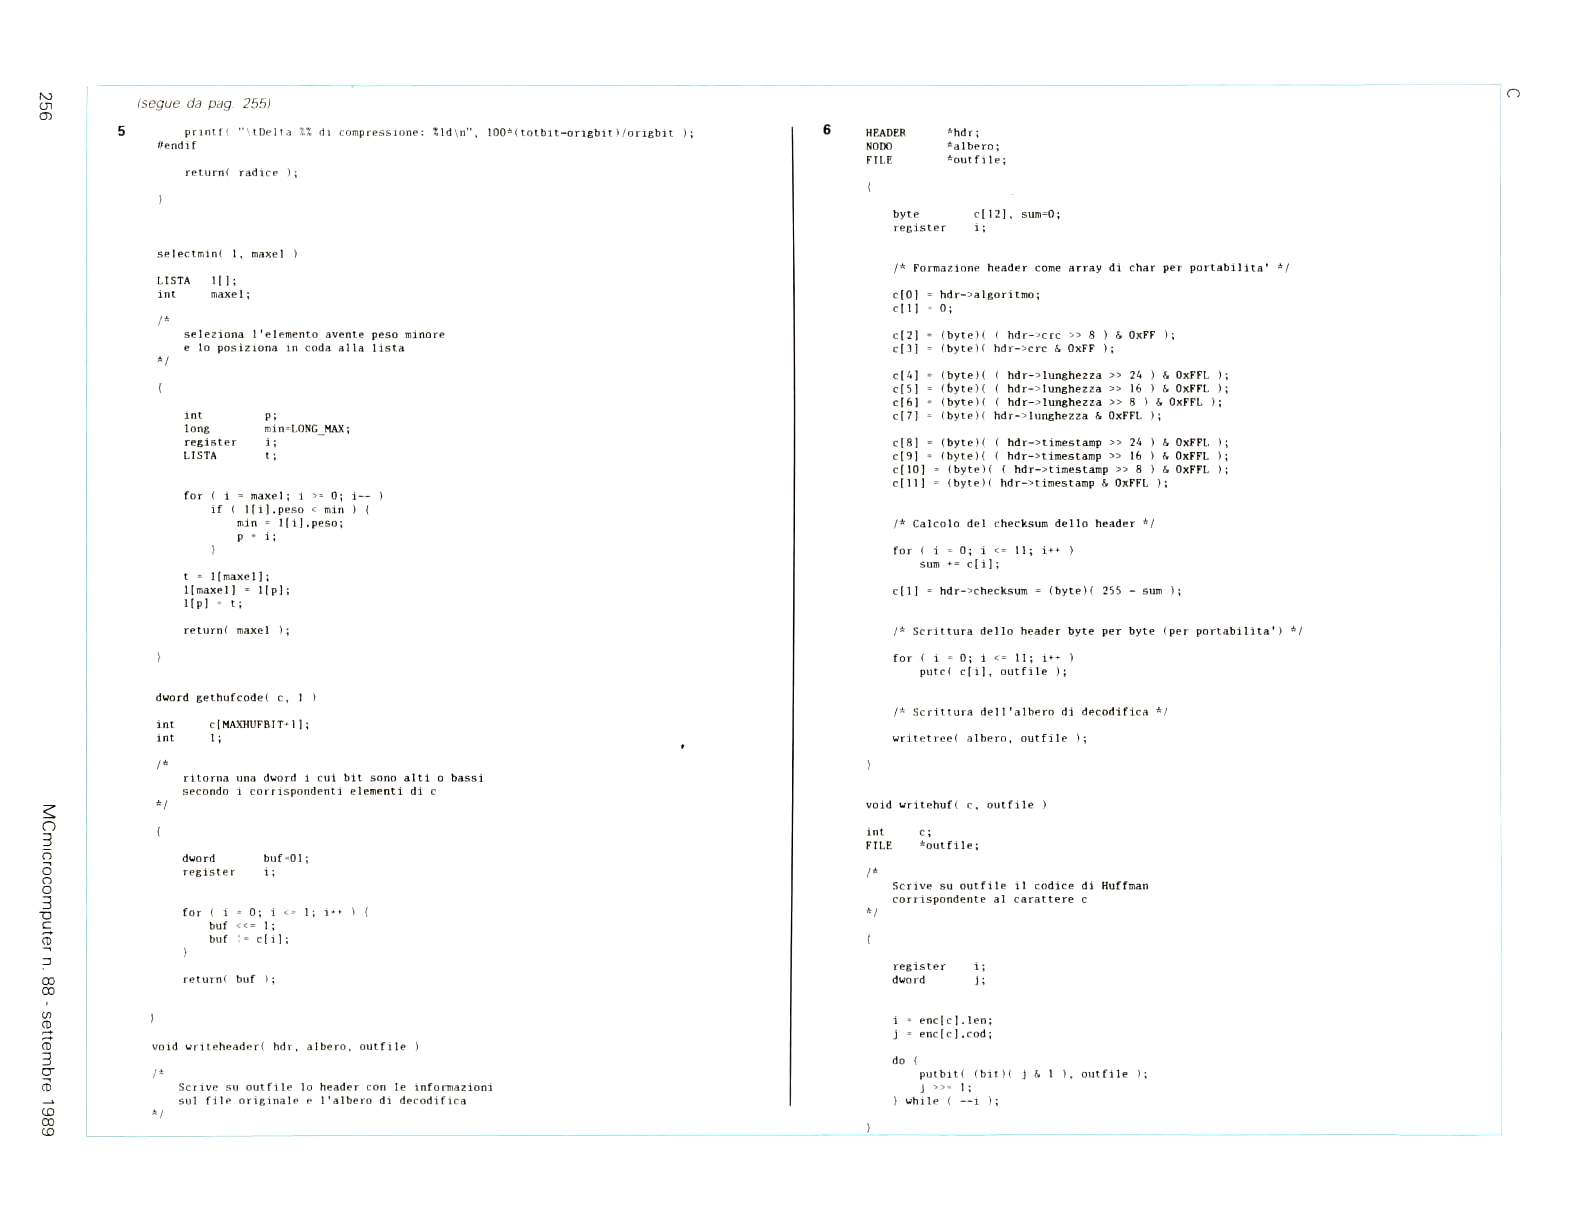 256
C
(segue da pag. 255)
5
printf( "\tDelta %% di compressione: %ld\n", 100*(totbit-origbit)/origbit );
#endif
return( radice );
}
selectmin( l, maxel )
LISTA l[];
int maxel;
/*
seleziona l'elemento avente peso minore
e lo posiziona in coda alla lista
*/
{
int p;
long min=LONG_MAX;
register i;
LISTA t;
for ( i = maxel; i >= 0; i-- )
if ( l[i].peso < min ) {
min = l[i].peso;
p = i;
}
t = l[maxel];
l[maxel] = l[p];
l[p] = t;
return( maxel );
}
dword gethufcode( c, l )
int c[MAXHUFBIT+1];
int l;
/*
ritorna una dword i cui bit sono alti o bassi
secondo i corrispondenti elementi di c
*/
{
dword buf=0l;
register i;
for ( i = 0; i <= l; i++ ) {
buf <<= 1;
buf |= c[i];
}
return( buf );
}
void writeheader( hdr, albero, outfile )
/*
Scrive su outfile lo header con le informazioni
sul file originale e l'albero di decodifica
*/
6
HEADER *hdr;
NODO *albero;
FILE *outfile;
{
byte c[12], sum=0;
register i;
/* Formazione header come array di char per portabilita' */
c[0] = hdr->algoritmo;
c[1] = 0;
c[2] = (byte)( ( hdr->crc >> 8 ) & 0xFF );
c[3] = (byte)( hdr->crc & 0xFF );
c[4] = (byte)( ( hdr->lunghezza >> 24 ) & 0xFFL );
c[5] = (byte)( ( hdr->lunghezza >> 16 ) & 0xFFL );
c[6] = (byte)( ( hdr->lunghezza >> 8 ) & 0xFFL );
c[7] = (byte)( hdr->lunghezza & 0xFFL );
c[8] = (byte)( ( hdr->timestamp >> 24 ) & 0xFFL );
c[9] = (byte)( ( hdr->timestamp >> 16 ) & 0xFFL );
c[10] = (byte)( ( hdr->timestamp >> 8 ) & 0xFFL );
c[11] = (byte)( hdr->timestamp & 0xFFL );
/* Calcolo del checksum dello header */
for ( i = 0; i <= 11; i++ )
sum += c[i];
c[1] = hdr->checksum = (byte)( 255 - sum );
/* Scrittura dello header byte per byte (per portabilita') */
for ( i = 0; i <= 11; i++ )
putc( c[i], outfile );
/* Scrittura dell'albero di decodifica */
writetree( albero, outfile );
}
void writehuf( c, outfile )
int c;
FILE *outfile;
/*
Scrive su outfile il codice di Huffman
corrispondente al carattere c
*/
{
register i;
dword j;
i = enc[c].len;
j = enc[c].cod;
do {
putbit( (bit)( j & 1 ), outfile );
j >>= 1;
} while ( --i );
}
MCmicrocomputer n. 88 - settembre 1989